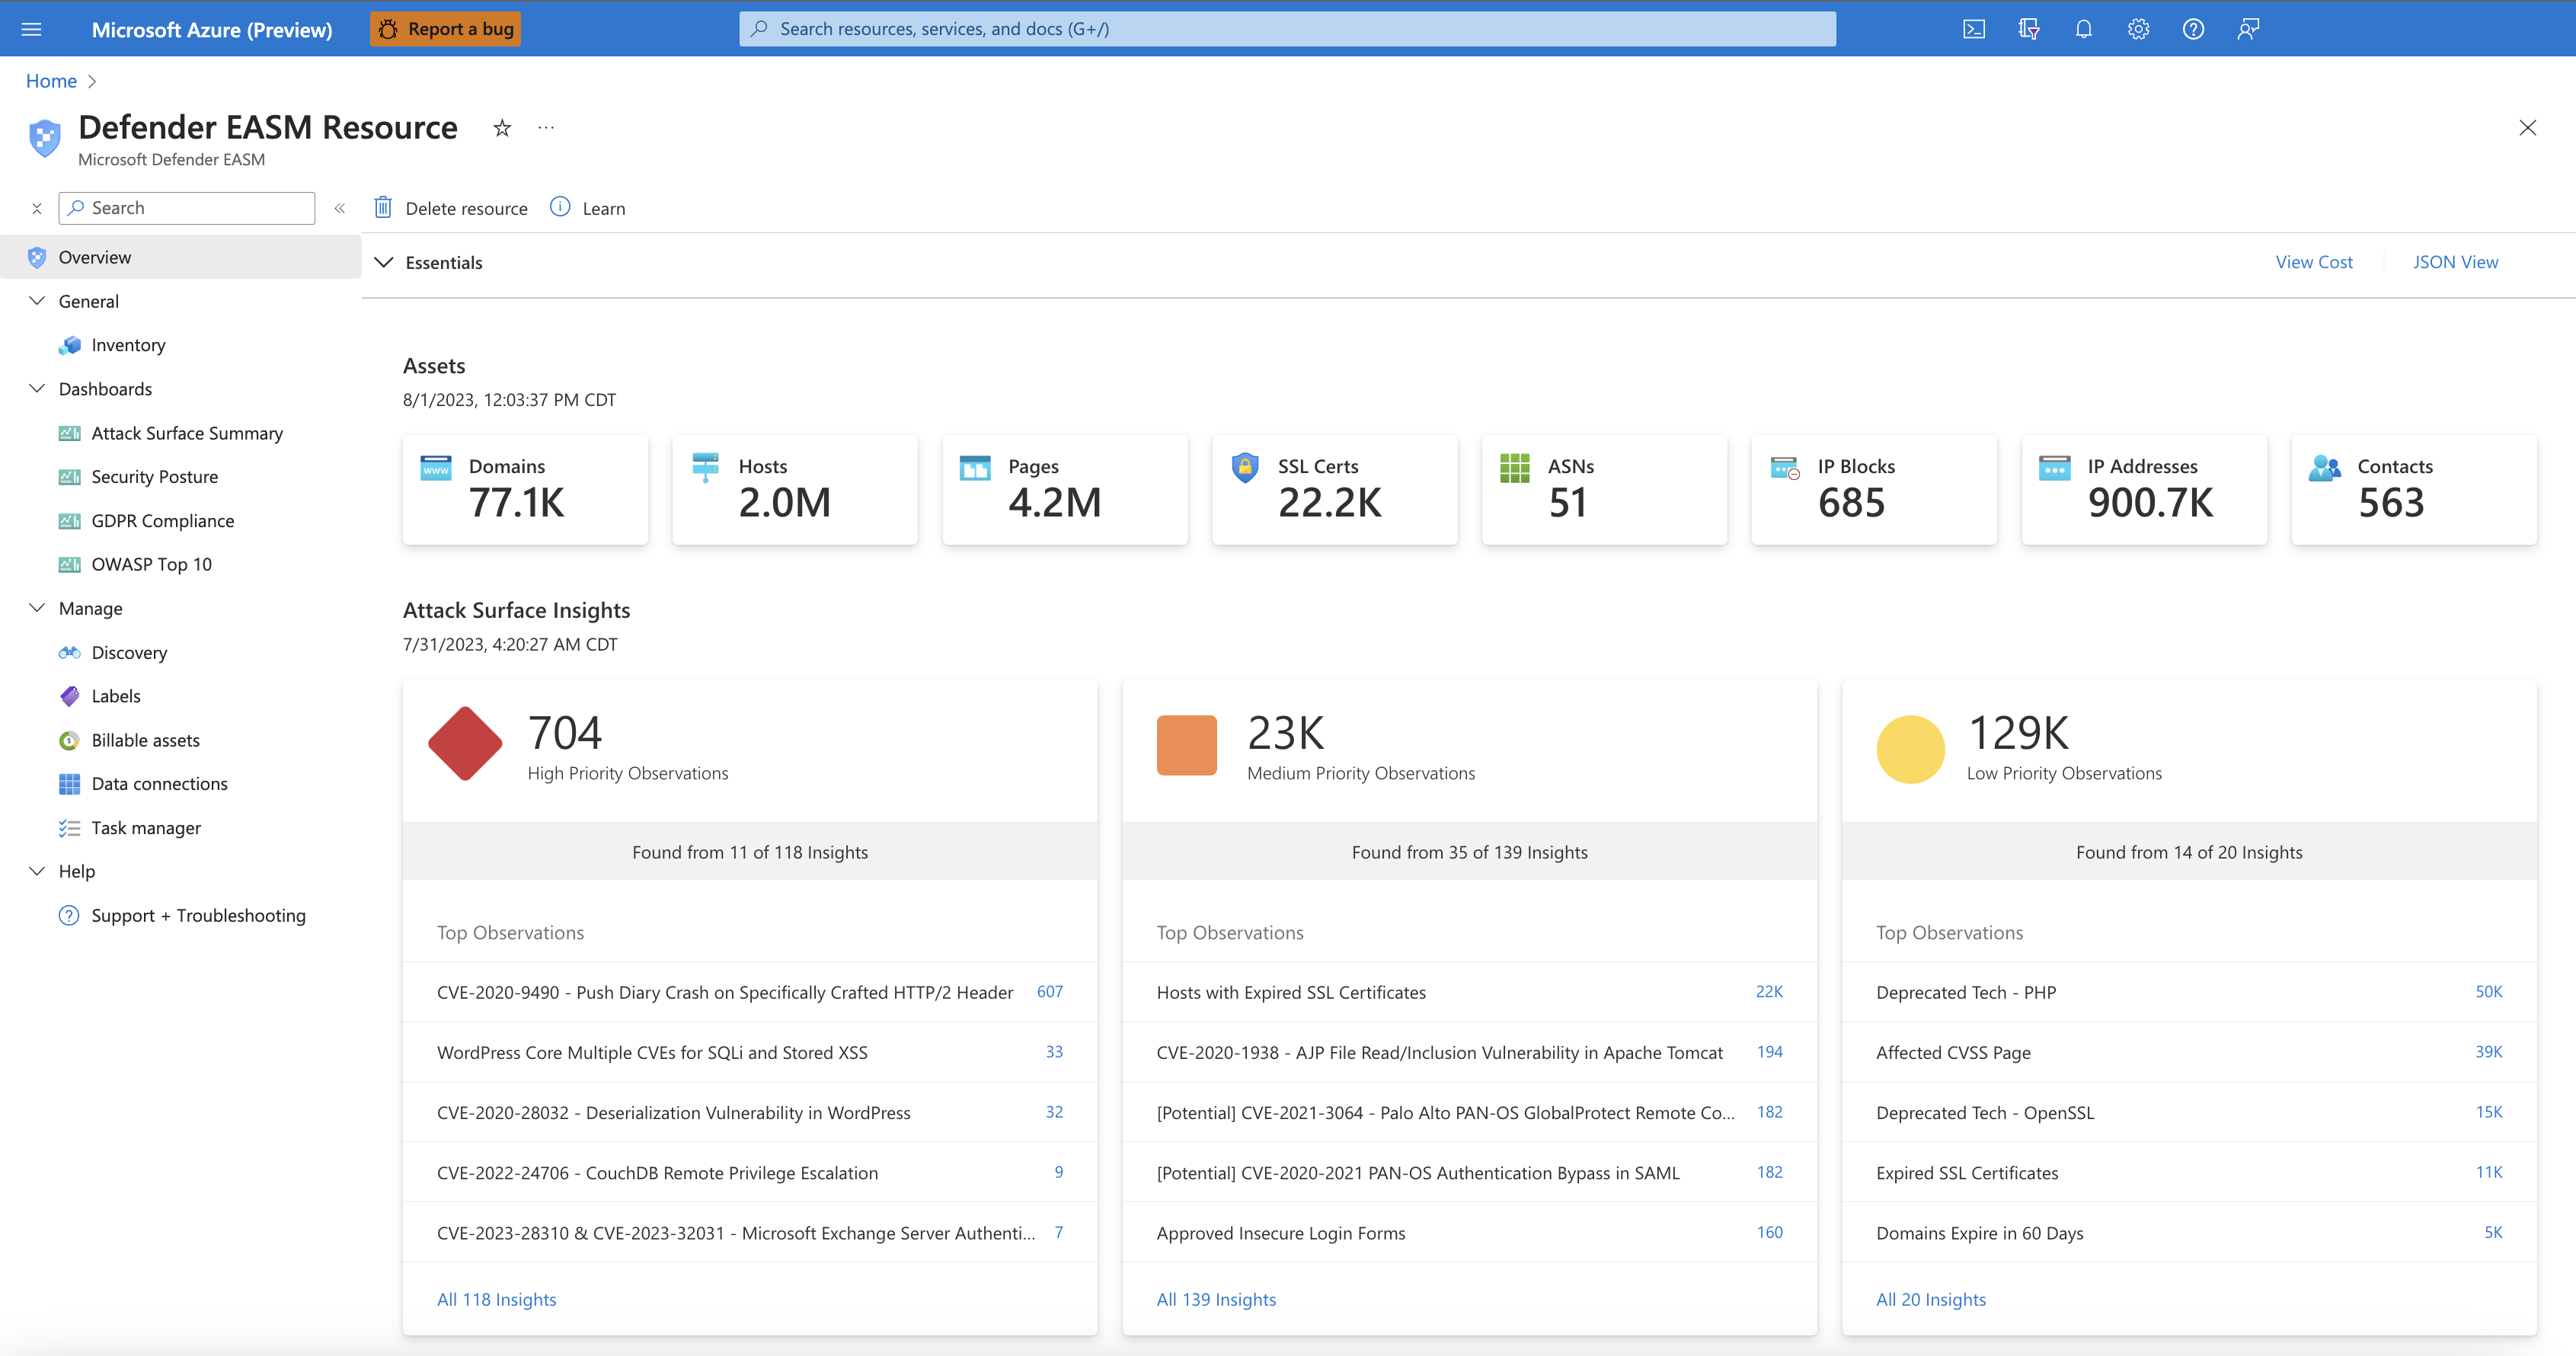 Microsoft Azure (Preview)
Report a bug
Search resources, services, and docs (G+/)
Home
Defender EASM Resource
Microsoft Defender EASM
Search
Delete resource
Learn
Overview
General
Inventory
Dashboards
Attack Surface Summary
Security Posture
GDPR Compliance
OWASP Top 10
Manage
Discovery
Labels
Billable assets
Data connections
Task manager
Help
Support + Troubleshooting
Essentials
View Cost
JSON View
Assets
8/1/2023, 12:03:37 PM CDT
www
Domains
77.1K
Hosts
2.0M
Pages
4.2M
SSL Certs
22.2K
ASNs
51
IP Blocks
685
IP Addresses
900.7K
Contacts
563
Attack Surface Insights
7/31/2023, 4:20:27 AM CDT
704
High Priority Observations
Found from 11 of 118 Insights
Top Observations
CVE-2020-9490 - Push Diary Crash on Specifically Crafted HTTP/2 Header 607
WordPress Core Multiple CVEs for SQLi and Stored XSS 33
CVE-2020-28032 - Deserialization Vulnerability in WordPress 32
CVE-2022-24706 - CouchDB Remote Privilege Escalation 9
CVE-2023-28310 & CVE-2023-32031 - Microsoft Exchange Server Authenti... 7
All 118 Insights
23K
Medium Priority Observations
Found from 35 of 139 Insights
Top Observations
Hosts with Expired SSL Certificates 22K
CVE-2020-1938 - AJP File Read/Inclusion Vulnerability in Apache Tomcat 194
[Potential] CVE-2021-3064 - Palo Alto PAN-OS GlobalProtect Remote Co... 182
[Potential] CVE-2020-2021 PAN-OS Authentication Bypass in SAML 182
Approved Insecure Login Forms 160
All 139 Insights
129K
Low Priority Observations
Found from 14 of 20 Insights
Top Observations
Deprecated Tech - PHP 50K
Affected CVSS Page 39K
Deprecated Tech - OpenSSL 15K
Expired SSL Certificates 11K
Domains Expire in 60 Days 5K
All 20 Insights